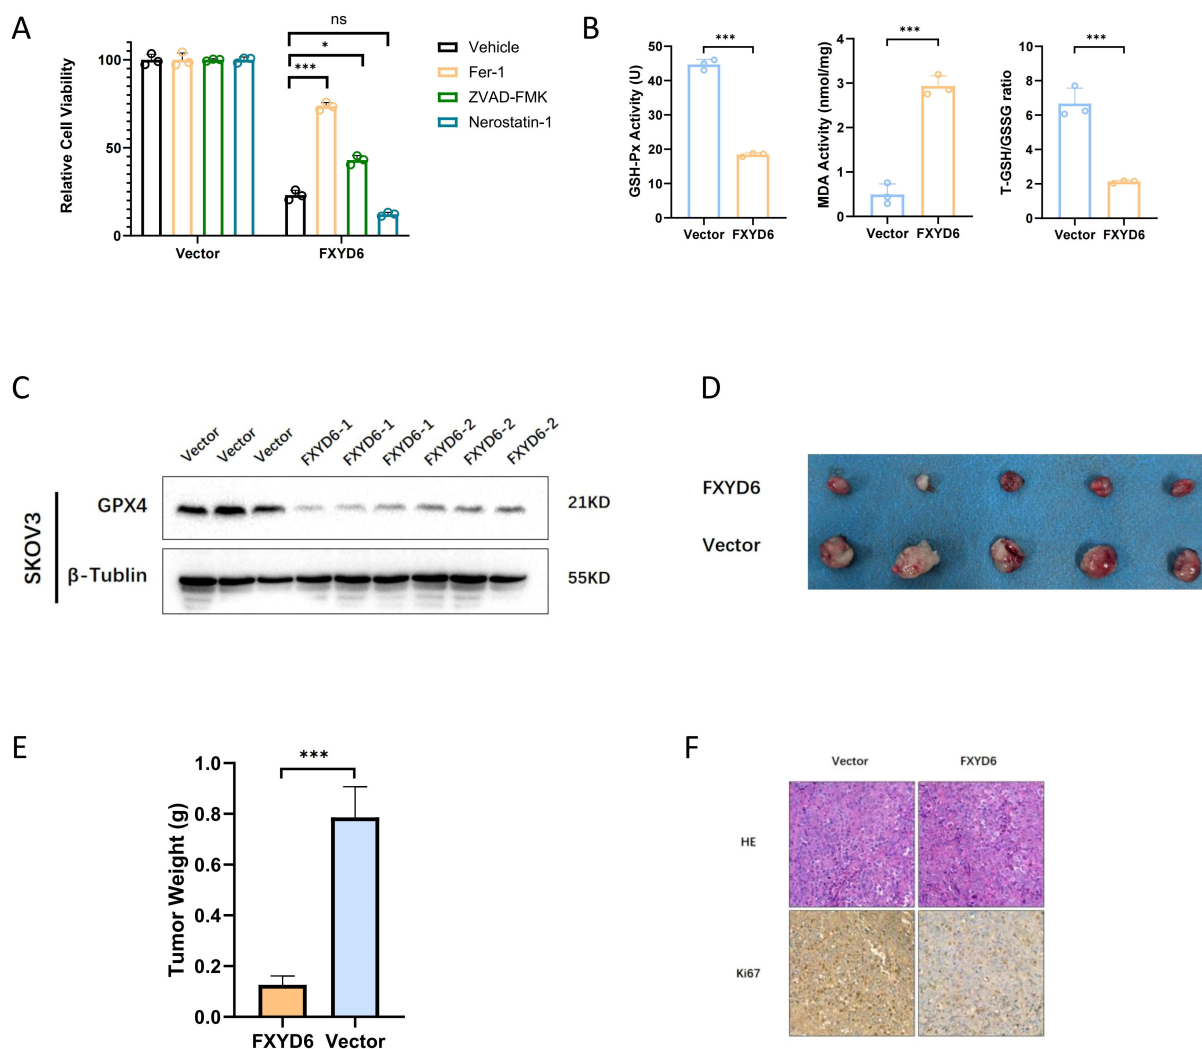 A
Relative Cell Viability
100
50
0
Vector
FXYD6
***
*
ns
Vehicle
Fer-1
ZVAD-FMK
Nerostatin-1
B
GSH-Px Activity (U)
50
40
30
20
10
0
***
Vector FXYD6
MDA Activity (nmol/mg)
4
3
2
1
0
***
Vector FXYD6
T-GSH/GSSG ratio
10
8
6
4
2
0
***
Vector FXYD6
C
Vector
Vector
Vector
FXYD6-1
FXYD6-1
FXYD6-1
FXYD6-2
FXYD6-2
FXYD6-2
SKOV3
GPX4
21KD
β-Tublin
55KD
D
FXYD6
Vector
E
Tumor Weight (g)
1.0
0.8
0.6
0.4
0.2
0.0
***
FXYD6 Vector
F
Vector
FXYD6
HE
Ki67